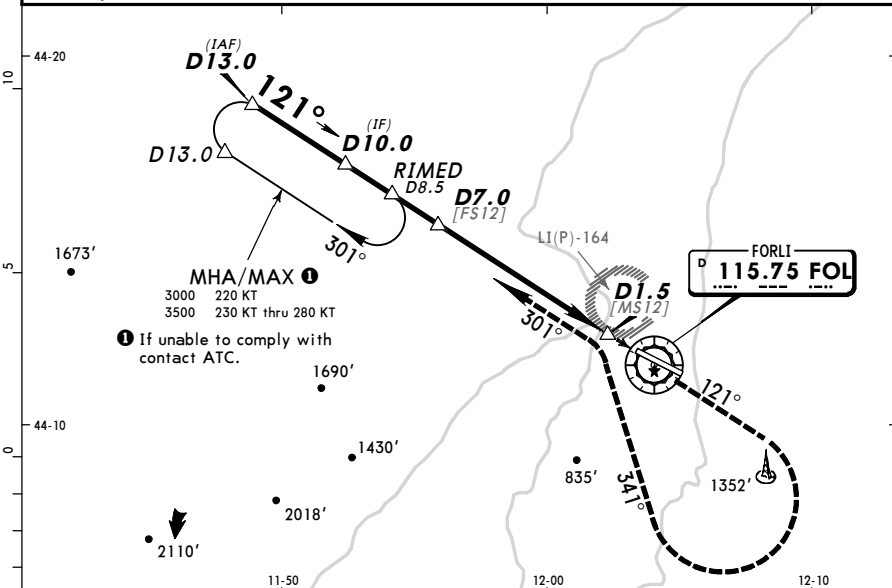 44-20
10
(IAF)
D13.0
121°
(IF)
D10.0
D13.0
RIMED
D8.5
D7.0
[FS12]
301°
LI(P)-164
FORLI
D 115.75 FOL
1673'
5
MHA/MAX 1
3000 220 KT
3500 230 KT thru 280 KT
D1.5
[MS12]
301°
1 If unable to comply with
contact ATC.
1690'
121°
44-10
0
1430'
835'
341°
1352'
2018'
2110'
11-50
12-00
12-10